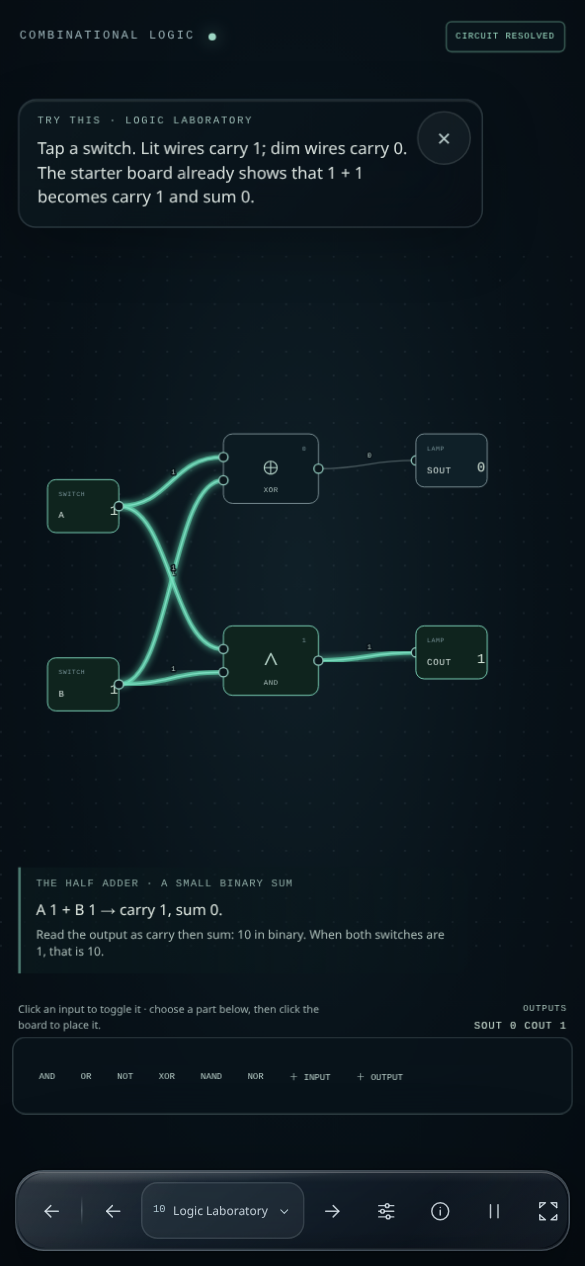 COMBINATIONAL LOGIC
CIRCUIT RESOLVED
TRY THIS · LOGIC LABORATORY
Tap a switch. Lit wires carry 1; dim wires carry 0.
The starter board already shows that 1 + 1
becomes carry 1 and sum 0.
0
⊕
XOR
0
LAMP
SOUT 0
1
SWITCH
A 1
1
SWITCH
B 1
1
1
∧
AND
1
LAMP
COUT 1
THE HALF ADDER · A SMALL BINARY SUM
A 1 + B 1 → carry 1, sum 0.
Read the output as carry then sum: 10 in binary. When both switches are
1, that is 10.
Click an input to toggle it · choose a part below, then click the
board to place it.
OUTPUTS
SOUT 0 COUT 1
AND OR NOT XOR NAND NOR + INPUT + OUTPUT
10 Logic Laboratory